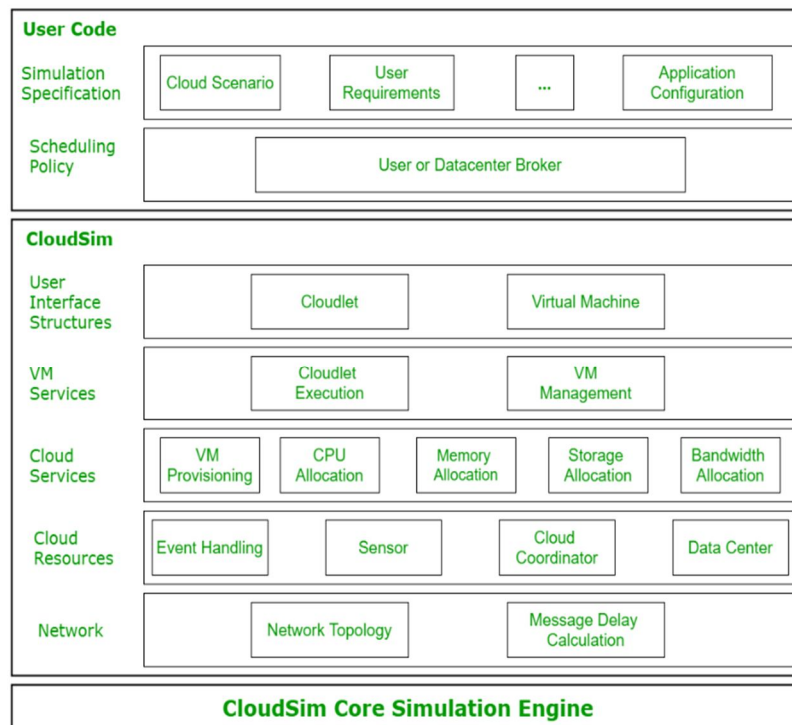 User Code
Simulation
Specification
Cloud Scenario
User
Requirements
...
Application
Configuration
Scheduling
Policy
User or Datacenter Broker
CloudSim
User
Interface
Structures
Cloudlet
Virtual Machine
VM
Services
Cloudlet
Execution
VM
Management
Cloud
Services
VM
Provisioning
CPU
Allocation
Memory
Allocation
Storage
Allocation
Bandwidth
Allocation
Cloud
Resources
Event Handling
Sensor
Cloud
Coordinator
Data Center
Network
Network Topology
Message Delay
Calculation
CloudSim Core Simulation Engine